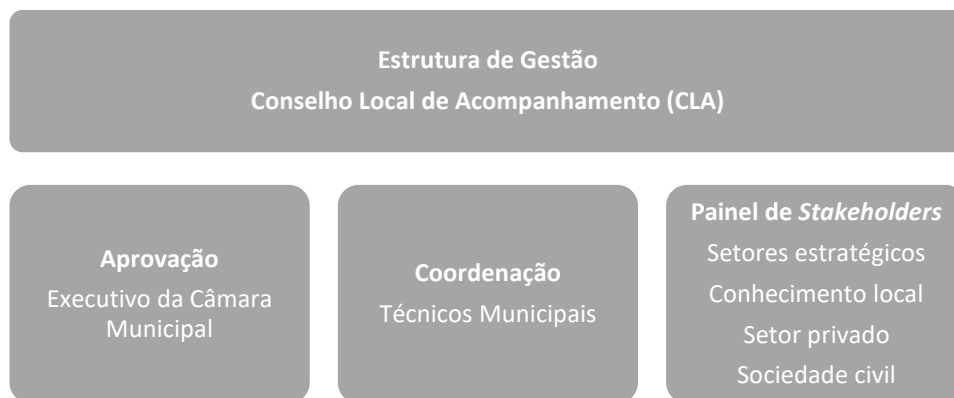 Estrutura de Gestão
Conselho Local de Acompanhamento (CLA)
Aprovação
Executivo da Câmara
Municipal
Coordenação
Técnicos Municipais
Painel de Stakeholders
Setores estratégicos
Conhecimento local
Setor privado
Sociedade civil